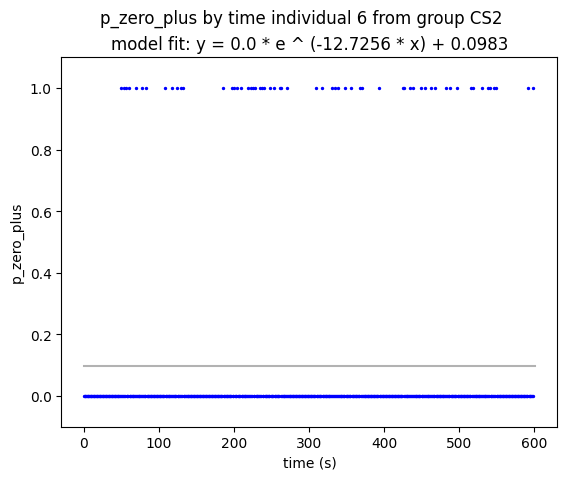 p_zero_plus by time individual 6 from group CS2
model fit: y = 0.0 * e ^ (-12.7256 * x) + 0.0983
1.0
0.8
0.6
0.4
0.2
0.0
p_zero_plus
0 100 200 300 400 500 600
time (s)